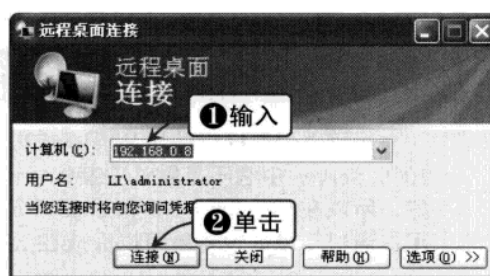 远程桌面连接
远程桌面
连接
❶输入
计算机(C): 192.168.0.8
用户名: LI\administrator
当您连接时将向您询问凭据
❷单击
连接(N) 关闭 帮助(H) 选项(O) >>